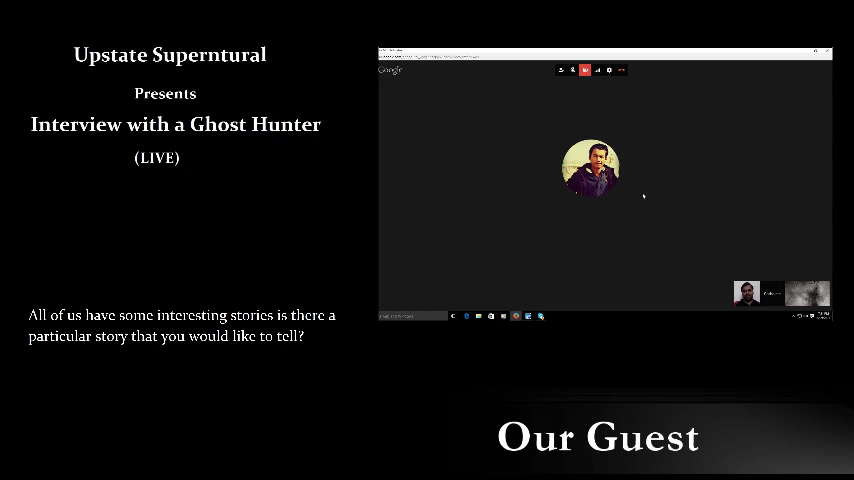 Upstate Superntural
Presents
Interview with a Ghost Hunter
(LIVE)
All of us have some interesting stories is there a
particular story that you would like to tell?
Google
Our Guest